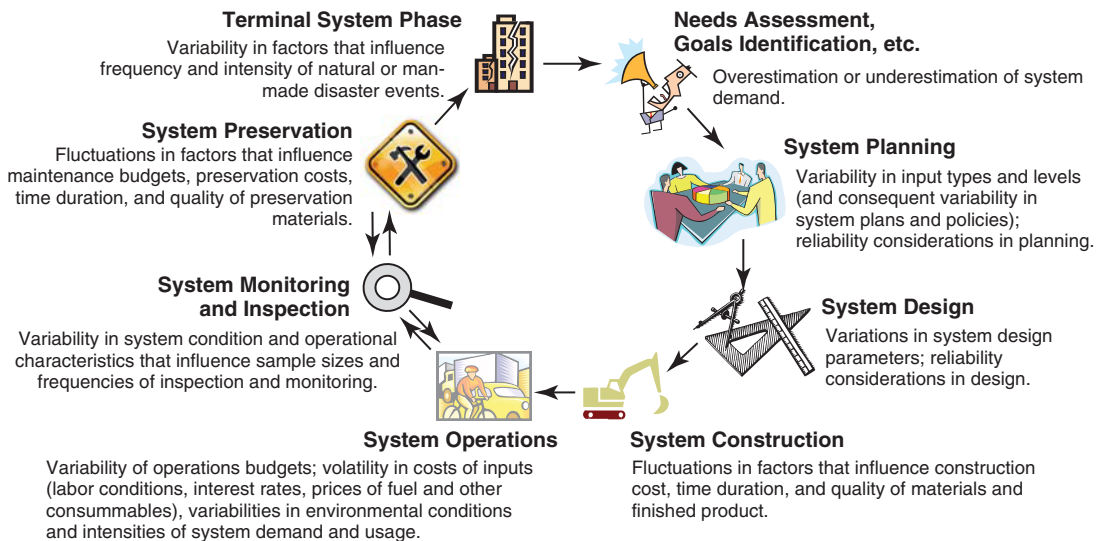 Terminal System Phase
Variability in factors that influence
frequency and intensity of natural or man-
made disaster events.
Needs Assessment,
Goals Identification, etc.
Overestimation or underestimation of system
demand.
System Planning
Variability in input types and levels
(and consequent variability in
system plans and policies);
reliability considerations in planning.
System Design
Variations in system design
parameters; reliability
considerations in design.
System Construction
Fluctuations in factors that influence construction
cost, time duration, and quality of materials and
finished product.
System Operations
Variability of operations budgets; volatility in costs of inputs
(labor conditions, interest rates, prices of fuel and other
consummables), variabilities in environmental conditions
and intensities of system demand and usage.
System Monitoring
and Inspection
Variability in system condition and operational
characteristics that influence sample sizes and
frequencies of inspection and monitoring.
System Preservation
Fluctuations in factors that influence
maintenance budgets, preservation costs,
time duration, and quality of preservation
materials.